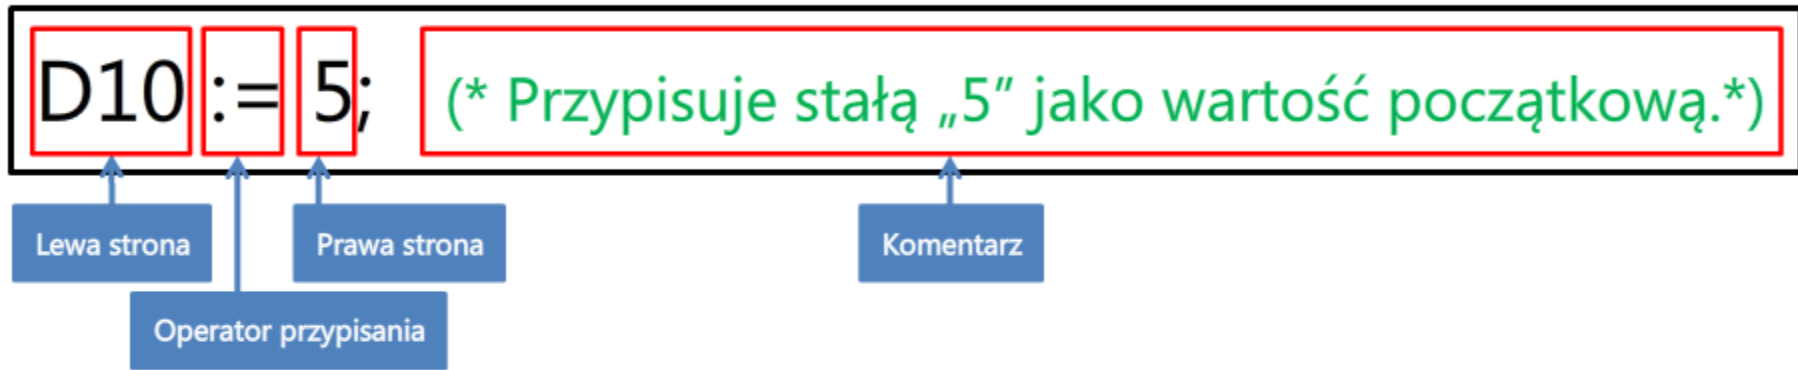 D10 := 5; (* Przypisuje stałą „5” jako wartość początkową.*)
Lewa strona Prawa strona Komentarz
Operator przypisania